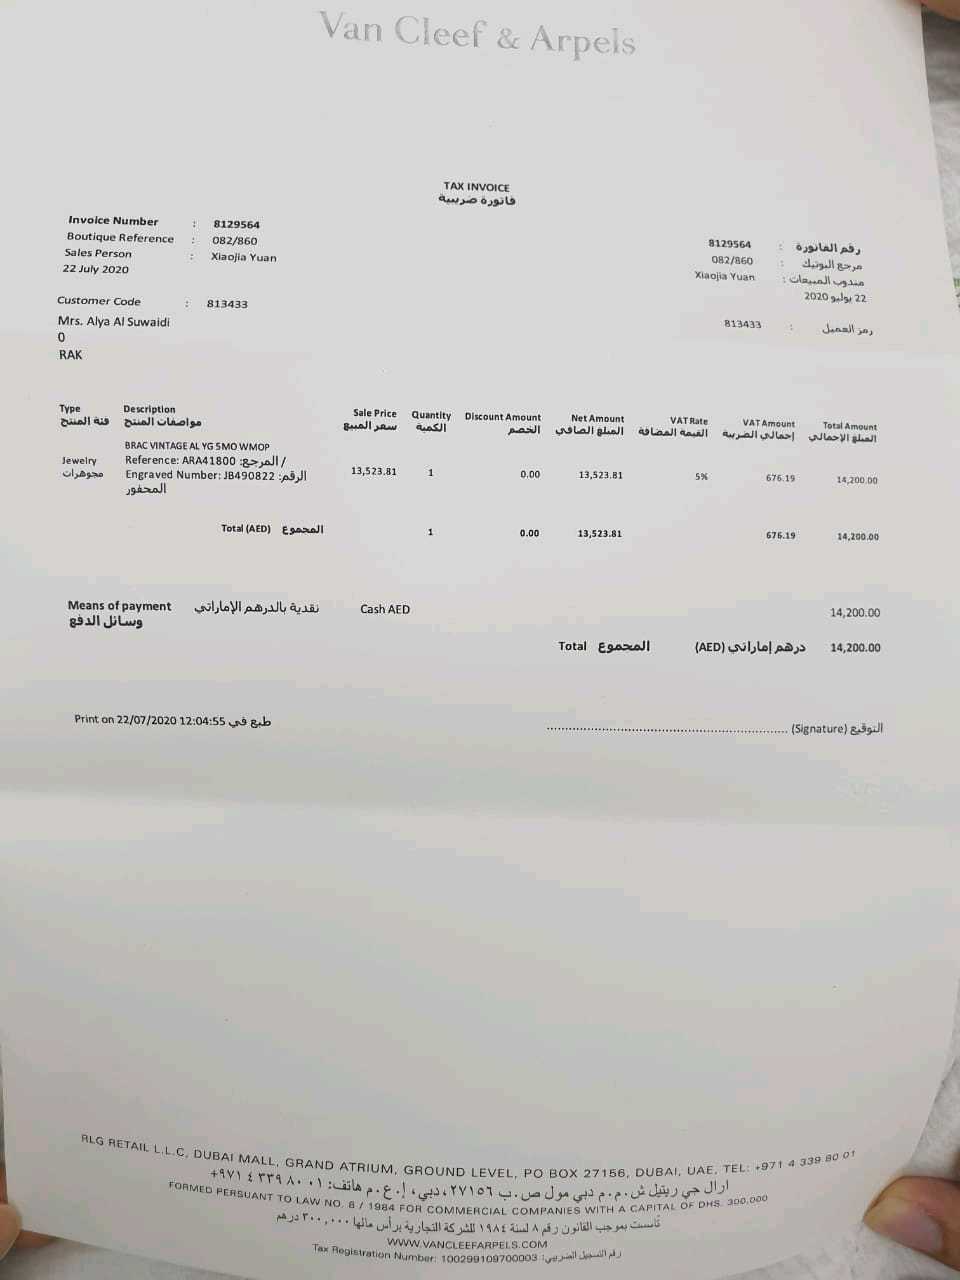 Van Cleef & Arpels
TAX INVOICE
فاتورة ضريبية
Invoice Number : 8129564
Boutique Reference : 082/860
Sales Person : Xiaojia Yuan
22 July 2020
Customer Code : 813433
Mrs. Alya Al Suwaidi
0
RAK
رقم الفاتورة : 8129564
مرجع البوتيك : 082/860
مندوب المبيعات : Xiaojia Yuan
22 يوليو 2020
رمز العميل : 813433
Type Description Sale Price Quantity Discount Amount Net Amount VAT Rate VAT Amount Total Amount
فئة المنتج مواصفات المنتج سعر المبيع الكمية الخصم المبلغ الصافي القيمة المضافة إجمالي الضريبة المبلغ الإجمالي
BRAC VINTAGE AL YG 5MO WMOP
Jewelry Reference: ARA41800 :المرجع /
مجوهرات Engraved Number: JB490822 :الرقم 13,523.81 1 0.00 13,523.81 5% 676.19 14,200.00
المحفور
Total (AED) المجموع 1 0.00 13,523.81 676.19 14,200.00
Means of payment نقدية بالدرهم الإماراتي Cash AED 14,200.00
وسائل الدفع
Total المجموع درهم إماراتي (AED) 14,200.00
Print on 22/07/2020 12:04:55 طبع في
(Signature) التوقيع
RLG RETAIL L.L.C, DUBAI MALL, GRAND ATRIUM, GROUND LEVEL, PO BOX 27156, DUBAI, UAE, TEL: +971 4 339 80 01
ارال جي ريتيل ش.م.م دبي مول ص.ب ٢٧١٥٦، دبي، إ.ع.م هاتف: ٠١ ٨٠ ٣٣٩ ٤ ٩٧١+
FORMED PERSUANT TO LAW NO. 8 / 1984 FOR COMMERCIAL COMPANIES WITH A CAPITAL OF DHS. 300,000
تأسست بموجب القانون رقم ٨ لسنة ١٩٨٤ للشركة التجارية برأس مالها ٣٠٠,٠٠٠ درهم
WWW.VANCLEEFARPELS.COM
Tax Registration Number: 100299109700003 :رقم التسجيل الضريبي